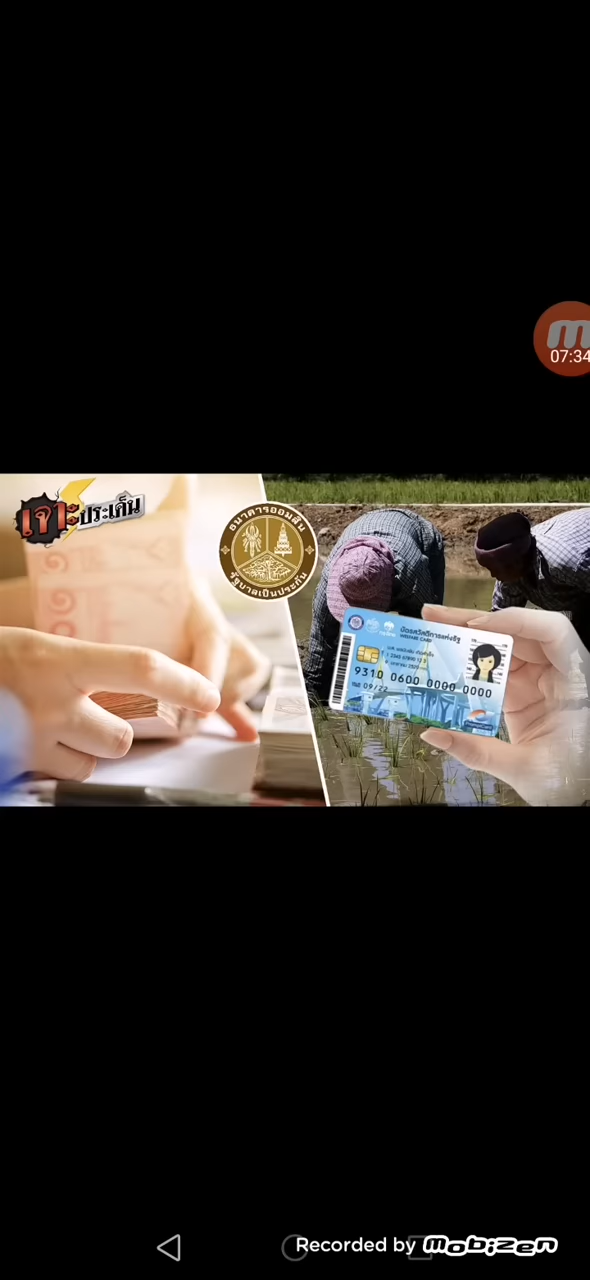 07:34
เจาะประเด็น
ธนาคารออมสิน
รัฐบาลเป็นประกัน
บัตรสวัสดิการแห่งรัฐ
WELFARE CARD
9310 0600 0000 0000
09/22
Recorded by mobizen